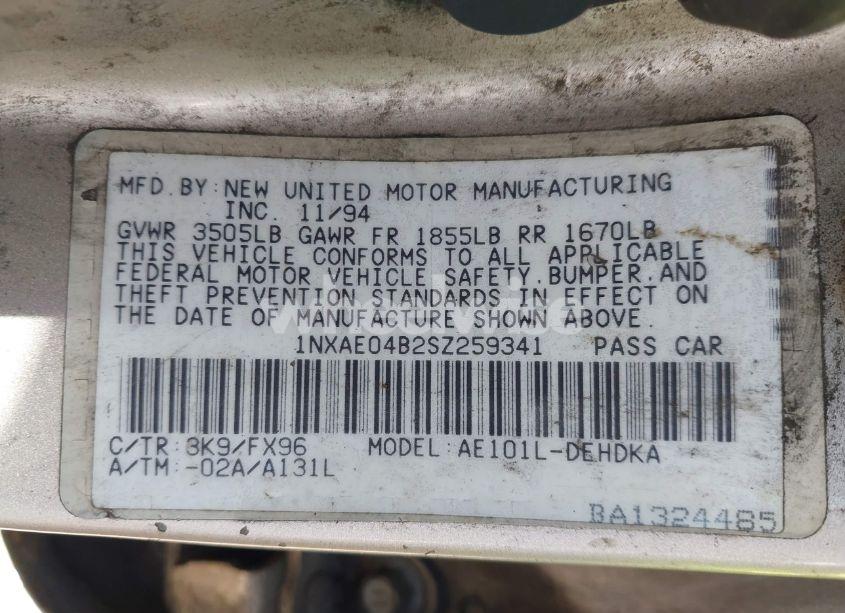 MFD.BY:NEW UNITED MOTOR MANUFACTURING
INC. 11/94
GVWR 3505LB GAWR FR 1855LB RR 1670LB
THIS VEHICLE CONFORMS TO ALL APPLICABLE
FEDERAL MOTOR VEHICLE SAFETY.BUMPER.AND
THEFT PREVENTION STANDARDS IN EFFECT ON
THE DATE OF MANUFACTURE SHOWN ABOVE.
1NXAE04B2SZ259341 PASS CAR
C/TR:3K9/FX96 MODEL:AE101L-DEHDKA
A/TM:-02A/A131L
BA1324485